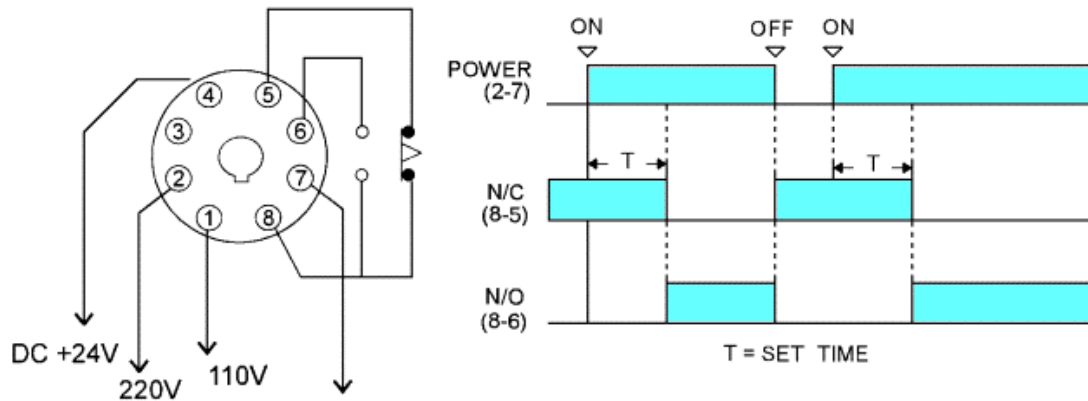 4
5
3
6
2
7
1
8
DC +24V
220V
110V
ON
OFF
ON
POWER
(2-7)
T
T
N/C
(8-5)
N/O
(8-6)
T = SET TIME